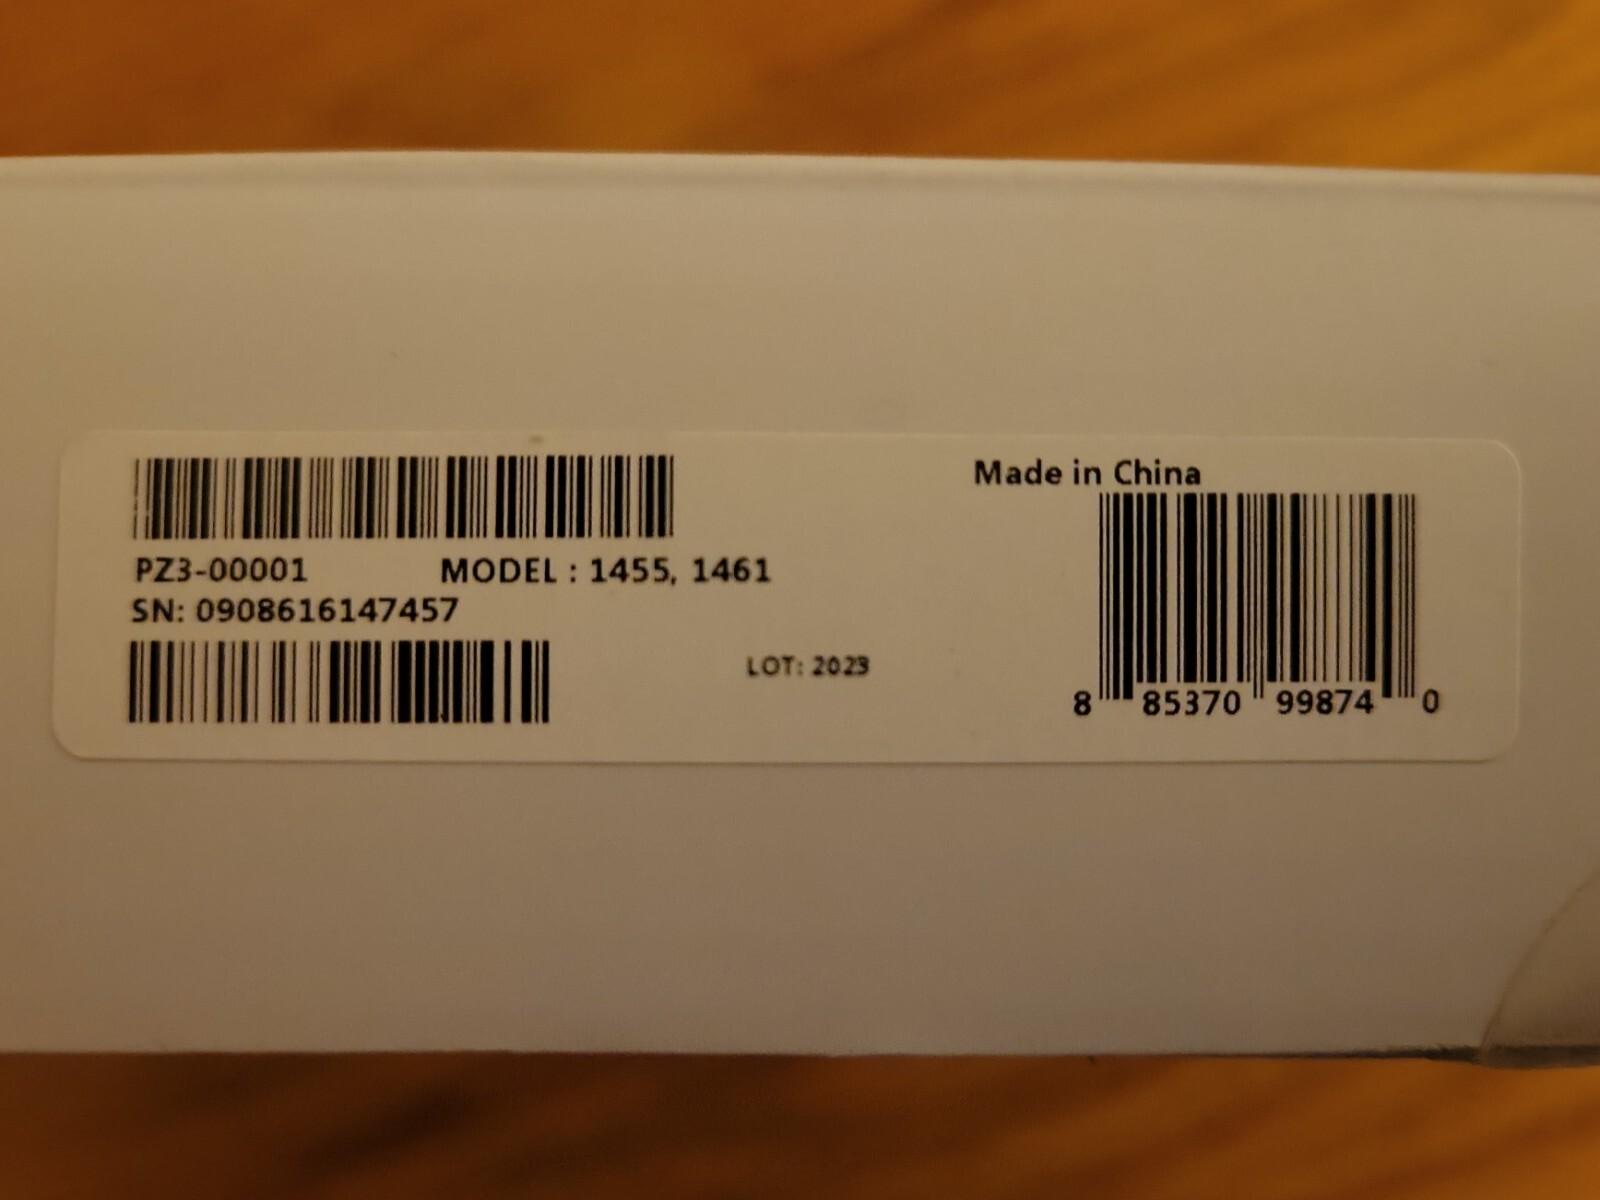 PZ3-00001 MODEL : 1455, 1461
SN: 0908616147457
LOT: 2023
Made in China
8 85370 99874 0